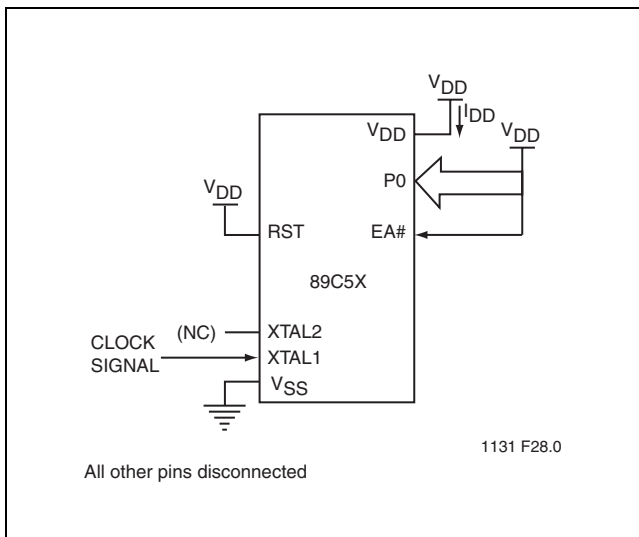 VDD
IDD
VDD
VDD
P0
VDD
RST
EA#
89C5X
(NC)
XTAL2
CLOCK
SIGNAL
XTAL1
VSS
1131 F28.0
All other pins disconnected